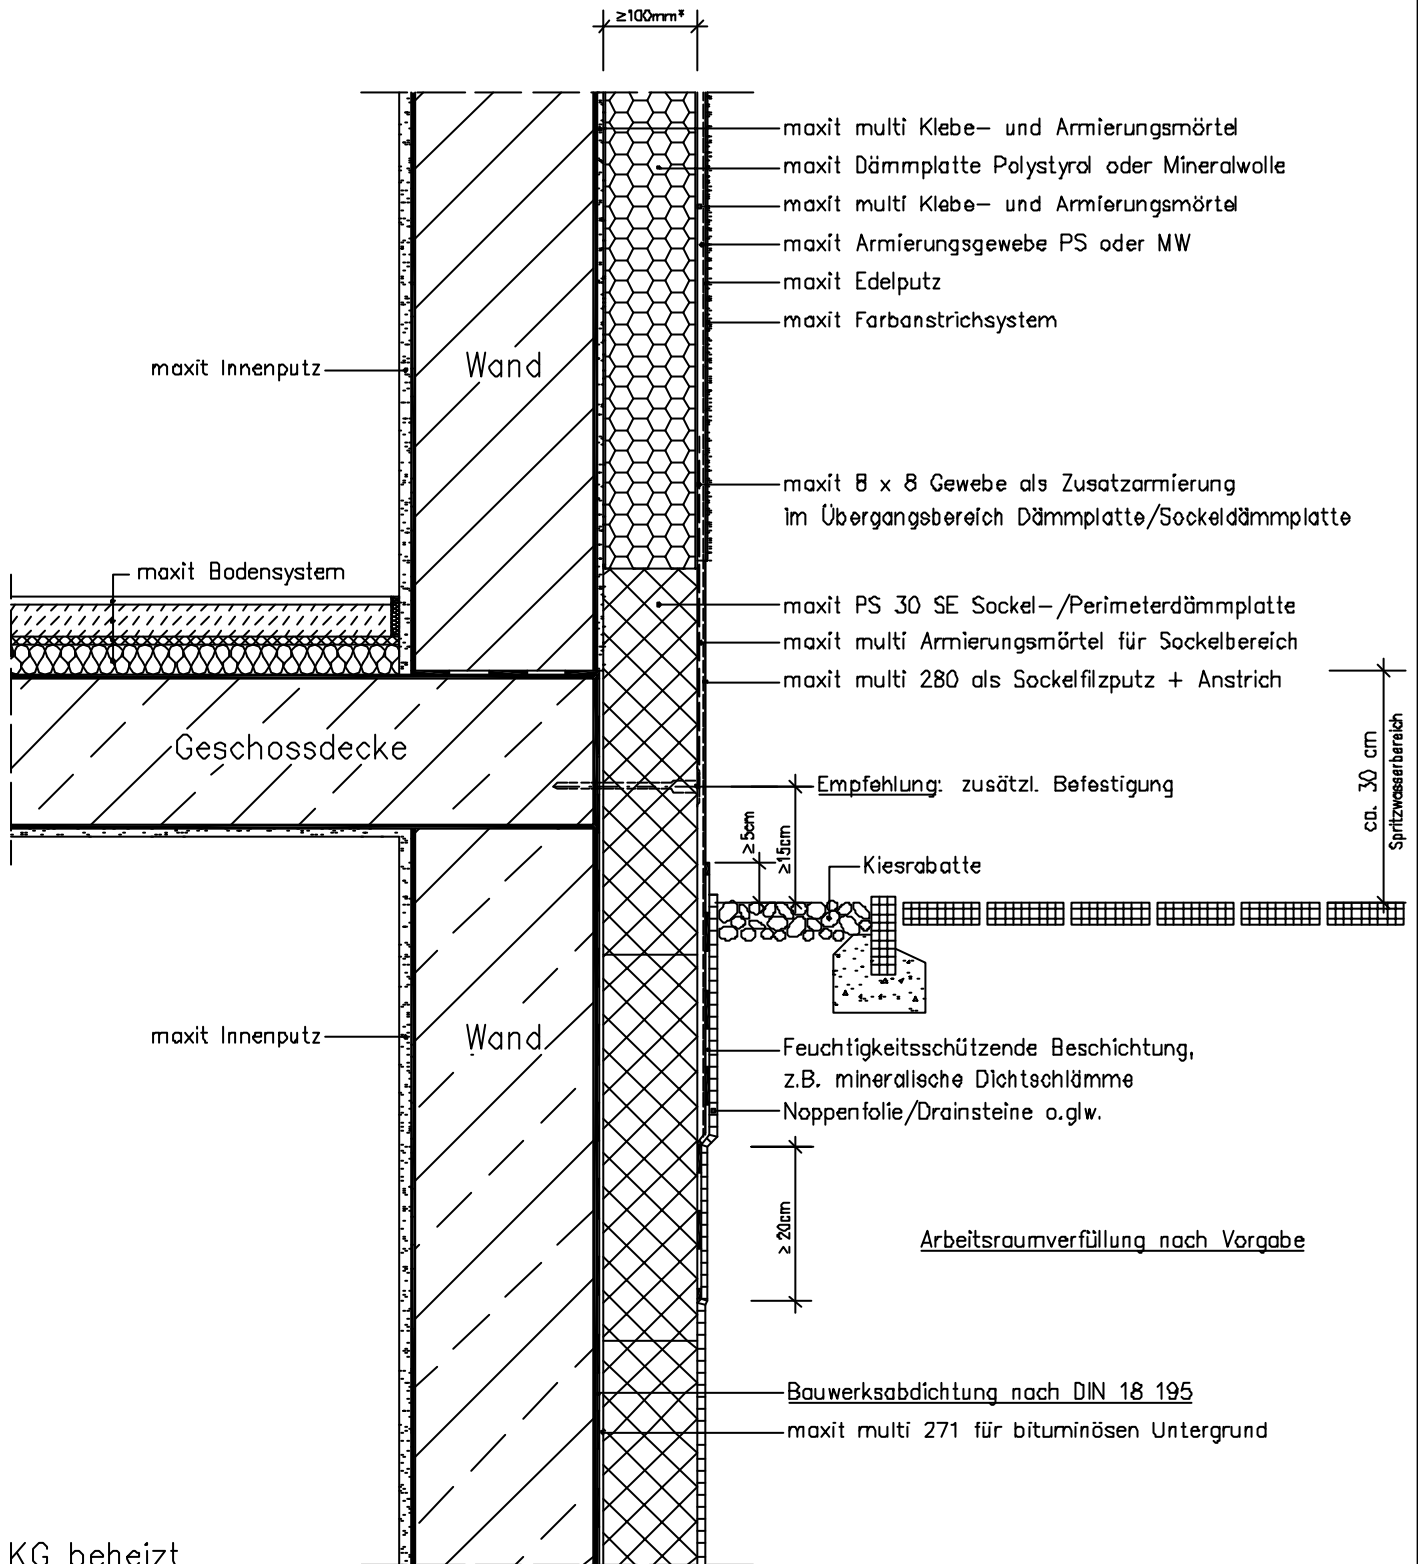 ≥100mm*
maxit multi Klebe- und Armierungsmörtel
maxit Dämmplatte Polystyrol oder Mineralwolle
maxit multi Klebe- und Armierungsmörtel
maxit Armierungsgewebe PS oder MW
maxit Edelputz
maxit Farbanstrichsystem
maxit Innenputz
Wand
maxit 8 x 8 Gewebe als Zusatzarmierung
im Übergangsbereich Dämmplatte/Sockeldämmplatte
maxit Bodensystem
maxit PS 30 SE Sockel-/Perimeterdämmplatte
maxit multi Armierungsmörtel für Sockelbereich
maxit multi 280 als Sockelfilzputz + Anstrich
Geschossdecke
Empfehlung: zusätzl. Befestigung
ca. 30 cm
Spritzwasserbereich
≥5cm
≥15cm
Kiesrabatte
maxit Innenputz
Wand
Feuchtigkeitsschützende Beschichtung,
z.B. mineralische Dichtschlämme
Noppenfolie/Drainsteine o.glw.
≥20cm
Arbeitsraumverfüllung nach Vorgabe
Bauwerksabdichtung nach DIN 18 195
maxit multi 271 für bituminösen Untergrund
KG beheizt